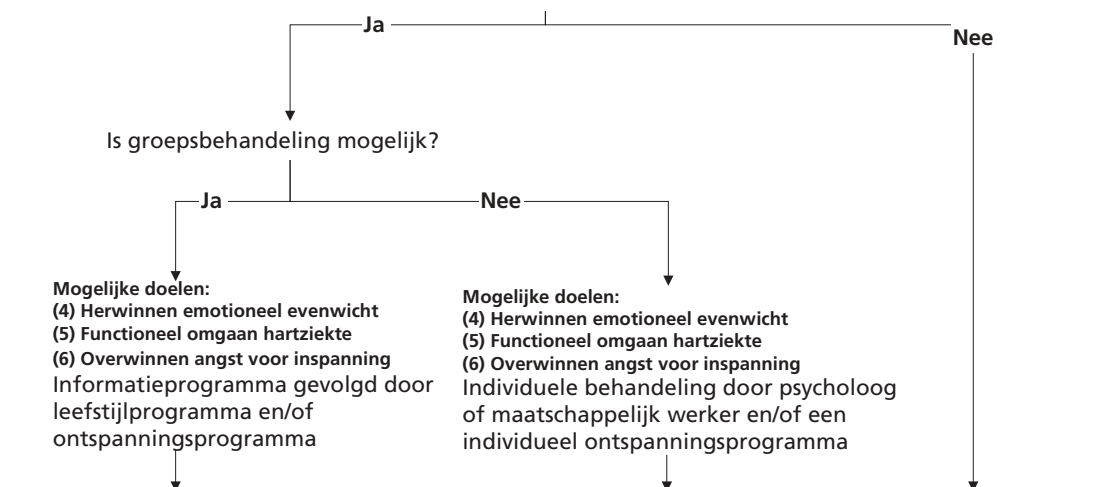 Ja
Nee
Is groepsbehandeling mogelijk?
Ja
Nee
Mogelijke doelen:
(4) Herwinnen emotioneel evenwicht
(5) Functioneel omgaan hartziekte
(6) Overwinnen angst voor inspanning
Informatieprogramma gevolgd door
leefstijlprogramma en/of
ontspanningsprogramma
Mogelijke doelen:
(4) Herwinnen emotioneel evenwicht
(5) Functioneel omgaan hartziekte
(6) Overwinnen angst voor inspanning
Individuele behandeling door psycholoog
of maatschappelijk werker en/of een
individueel ontspanningsprogramma